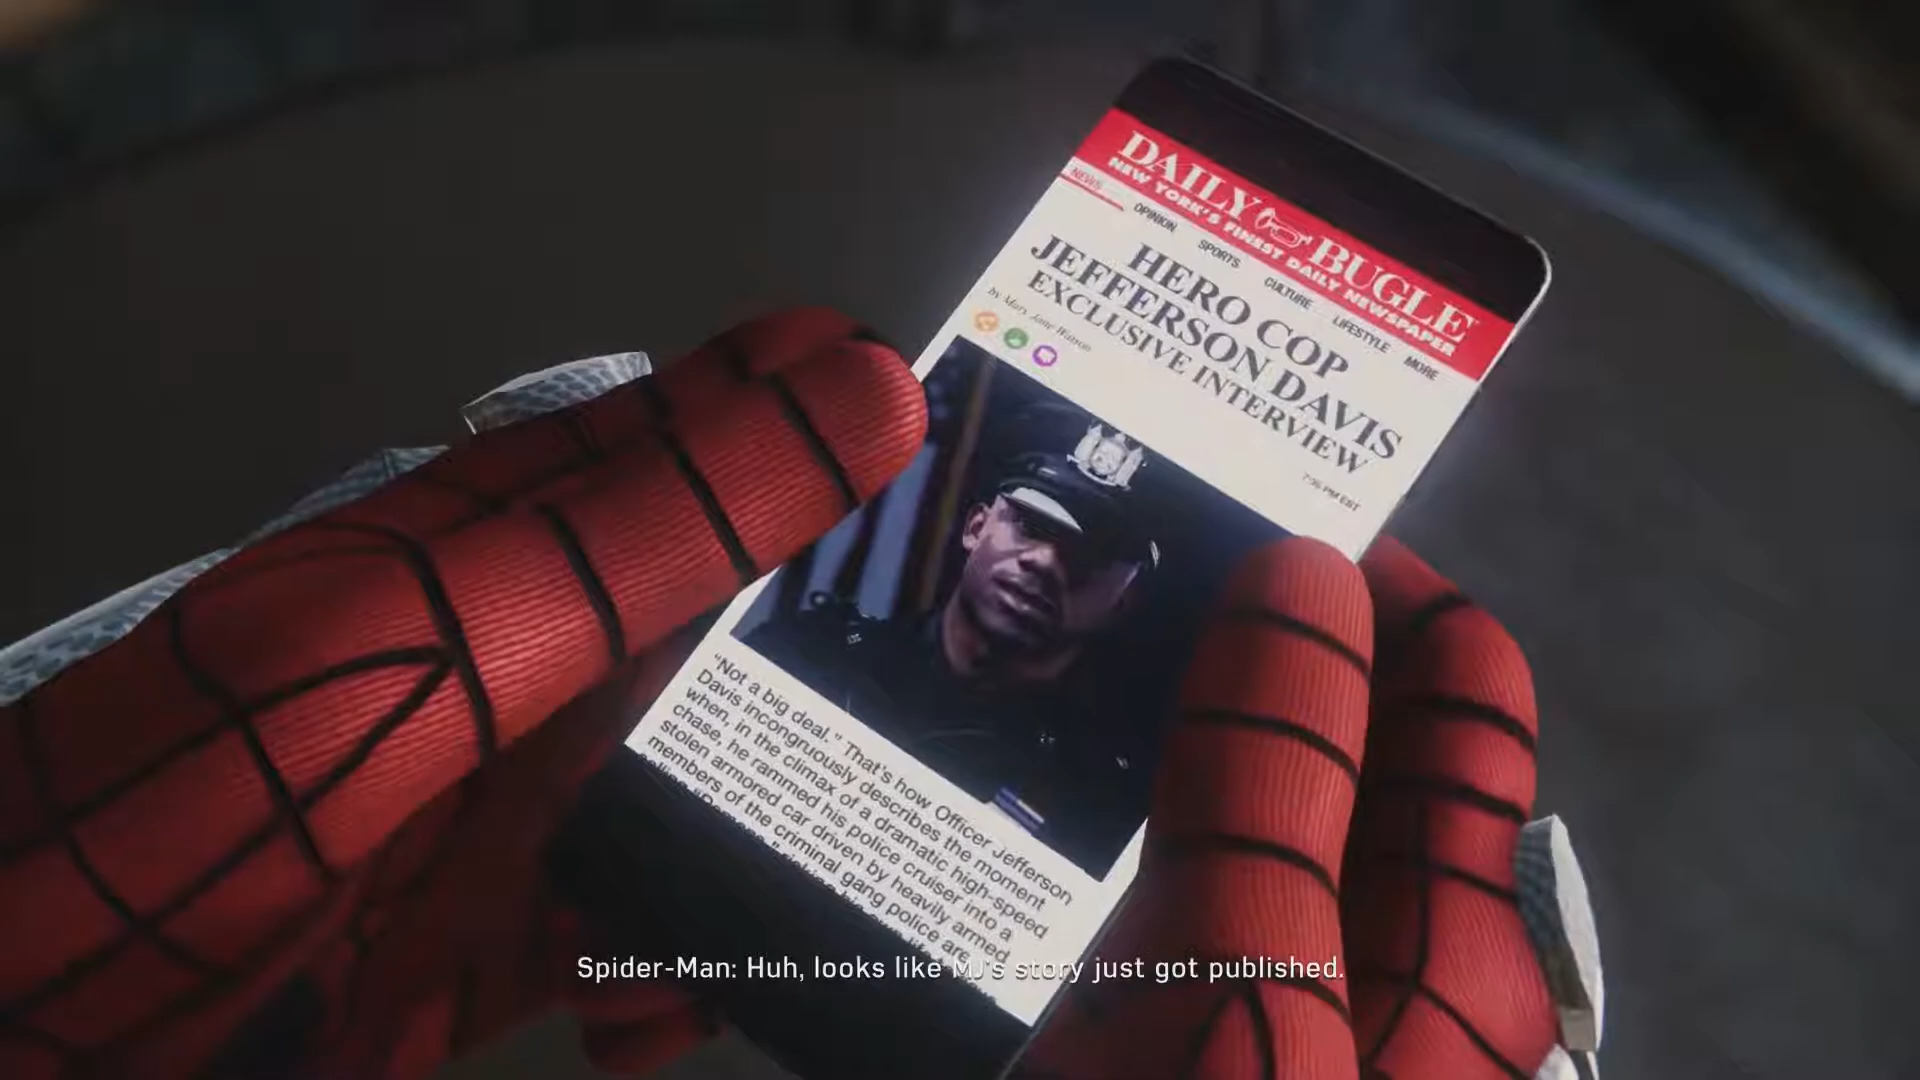 DAILY BUGLE
NEW YORK'S FINEST DAILY NEWSPAPER
NEWS OPINION SPORTS CULTURE LIFESTYLE MORE
HERO COP
JEFFERSON DAVIS
EXCLUSIVE INTERVIEW
by Mary Jane Watson
7:36 PM EST
“Not a big deal.” That's how Officer Jefferson
Davis incongruously describes the moment
when, in the climax of a dramatic high-speed
chase, he rammed his police cruiser into a
stolen armored car driven by heavily armed
members of the criminal gang police are
Spider-Man: Huh, looks like MJ's story just got published.